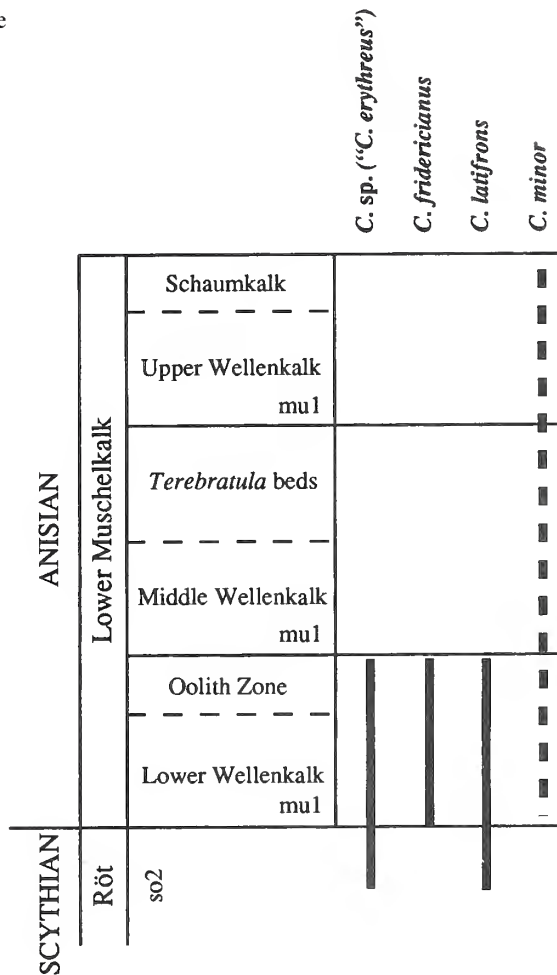 e
C. sp. (“C. erythreus”)
C. fridericianus
C. latifrons
C. minor
ANISIAN
Lower Muschelkalk
Schaumkalk
Upper Wellenkalk
mu1
Terebratula beds
Middle Wellenkalk
mu1
Oolith Zone
Lower Wellenkalk
mu1
SCYTHIAN
Röt
so2